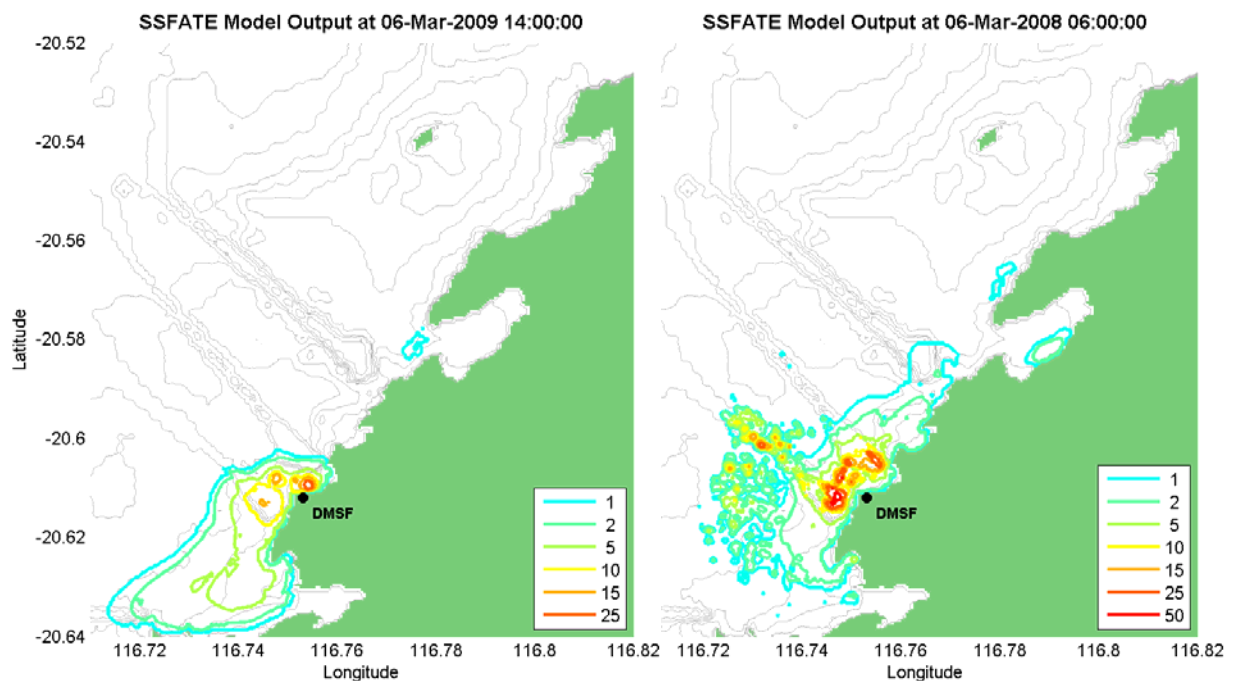 SSFATE Model Output at 06-Mar-2009 14:00:00
SSFATE Model Output at 06-Mar-2008 06:00:00
-20.52
-20.54
-20.56
-20.58
-20.6
-20.62
-20.64
Latitude
DMSF
1
2
5
10
15
25
116.72 116.74 116.76 116.78 116.8 116.82
Longitude
DMSF
1
2
5
10
15
25
50
116.72 116.74 116.76 116.78 116.8 116.82
Longitude